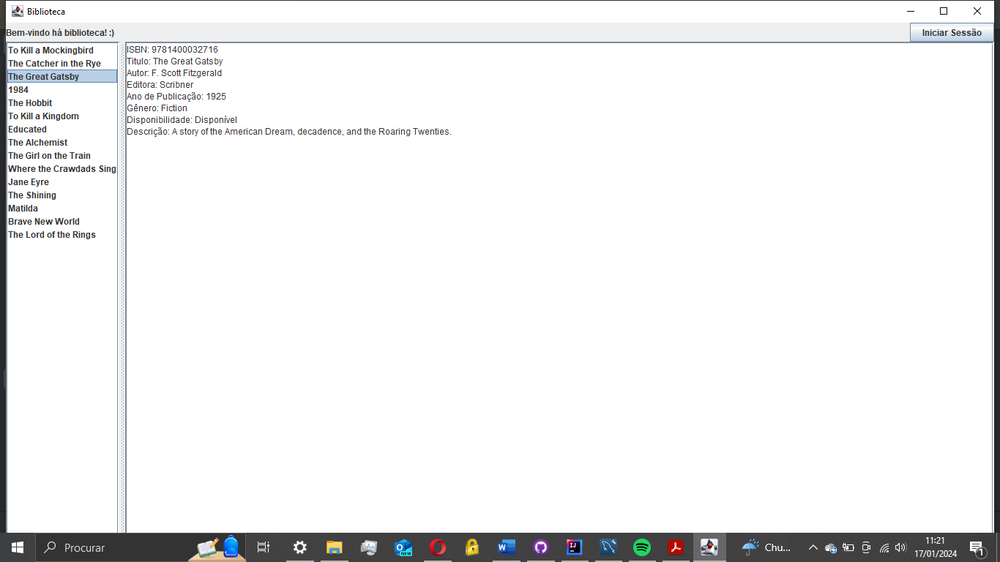 Biblioteca
Bem-vindo há biblioteca! :)
Iniciar Sessão
To Kill a Mockingbird
The Catcher in the Rye
The Great Gatsby
1984
The Hobbit
To Kill a Kingdom
Educated
The Alchemist
The Girl on the Train
Where the Crawdads Sing
Jane Eyre
The Shining
Matilda
Brave New World
The Lord of the Rings
ISBN: 9781400032716
Titulo: The Great Gatsby
Autor: F. Scott Fitzgerald
Editora: Scribner
Ano de Publicação: 1925
Gênero: Fiction
Disponibilidade: Disponível
Descrição: A story of the American Dream, decadence, and the Roaring Twenties.
Procurar
NEW
W
IJ
Chu...
11:21
17/01/2024
1